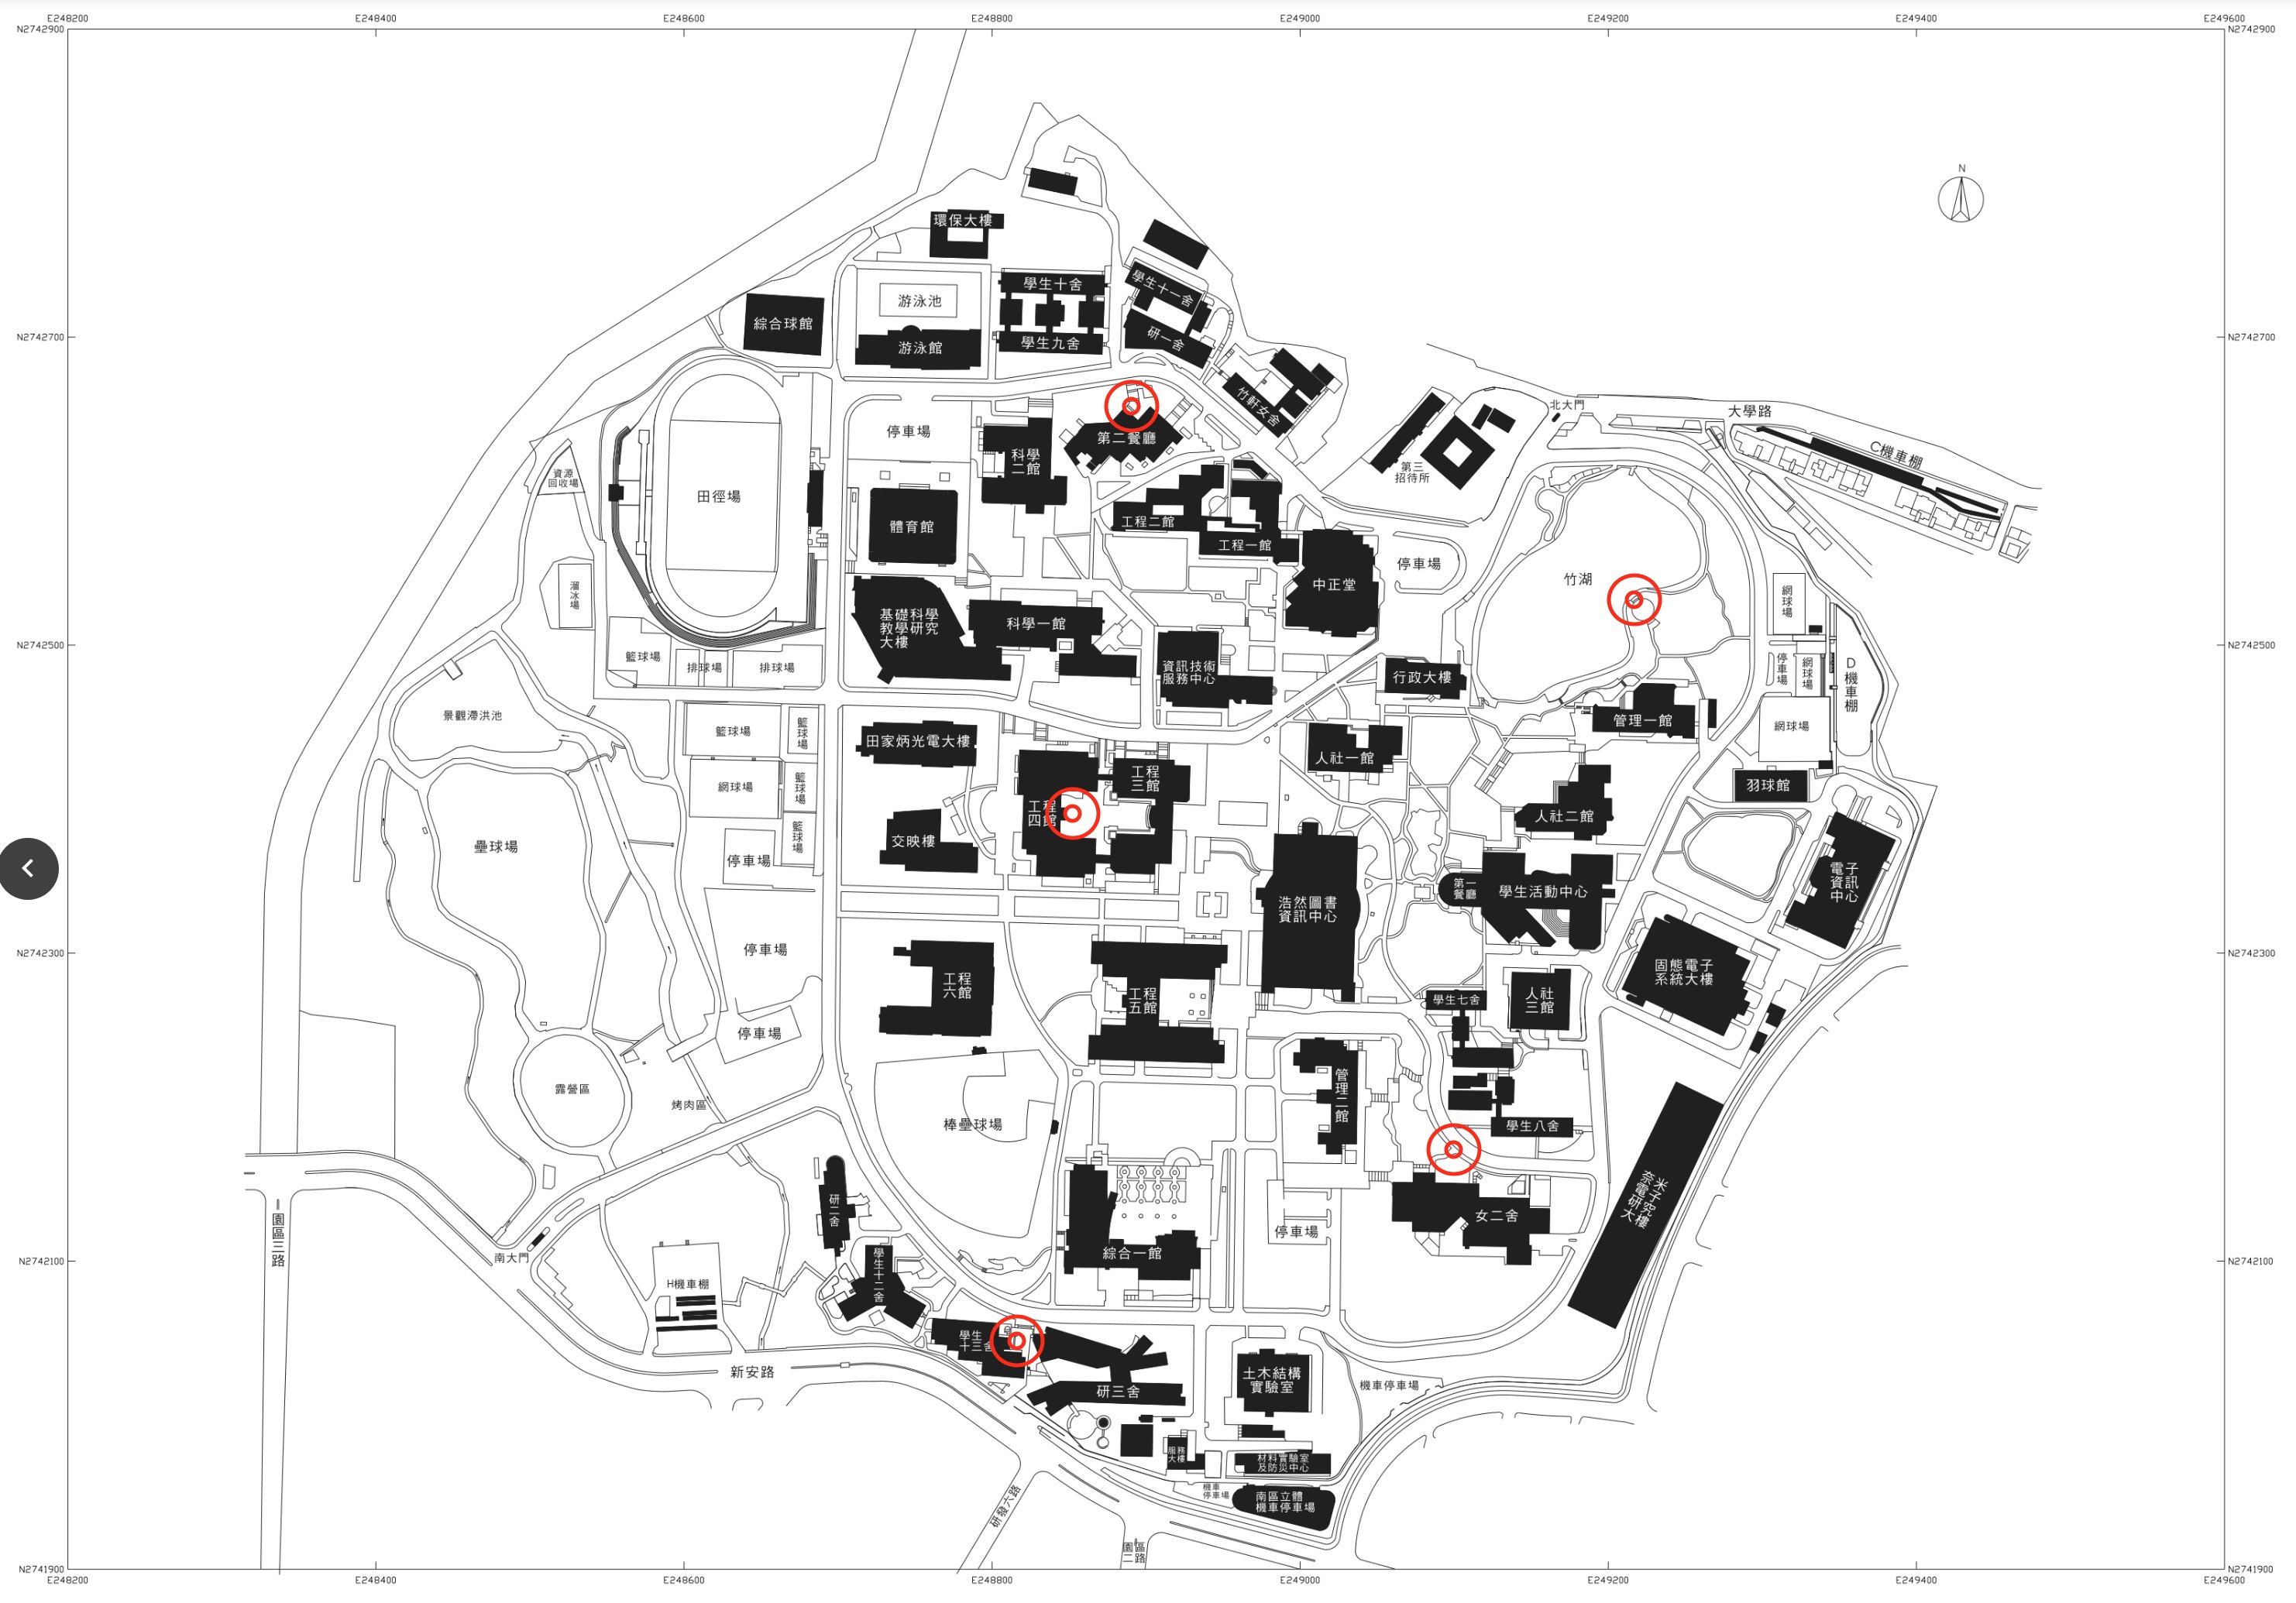 E248200
E248400
E248600
E248800
E249000
E249200
E249400
E249600
N2742900
N2742900
N
環保大樓
學生十舍
學生十一舍
游泳池
綜合球館
游泳館
學生九舍
研一舍
N2742700
N2742700
竹軒女舍
北大門
大學路
停車場
第二餐廳
C機車棚
科學
二館
第三
招待所
資源
回收場
田徑場
體育館
工程二館
工程一館
中正堂
停車場
竹湖
溜冰場
網球場
基礎科學
教學研究
大樓
科學一館
N2742500
N2742500
籃球場
排球場
排球場
資訊技術
服務中心
行政大樓
停車場
網球場
D機車棚
景觀滯洪池
籃球場
籃球場
田家炳光電大樓
管理一館
網球場
人社一館
工程
三館
網球場
籃球場
羽球館
工程
四館
人社二館
壘球場
停車場
籃球場
交映樓
電子
資訊
中心
第一
餐廳
學生活動中心
浩然圖書
資訊中心
停車場
N2742300
N2742300
固態電子
系統大樓
工程
六館
工程
五館
學生七舍
人社
三館
停車場
露營區
烤肉區
管理二館
棒壘球場
學生八舍
奈米
電子
研究
大樓
研二舍
女二舍
園區三路
停車場
南大門
綜合一館
N2742100
N2742100
學生十二舍
H機車棚
學生
十三舍
新安路
土木結構
實驗室
研三舍
機車停車場
服務
大樓
材料實驗室
及防災中心
機車
停車場
南區立體
機車停車場
研發六路
園區
二路
N2741900
N2741900
E248200
E248400
E248600
E248800
E249000
E249200
E249400
E249600